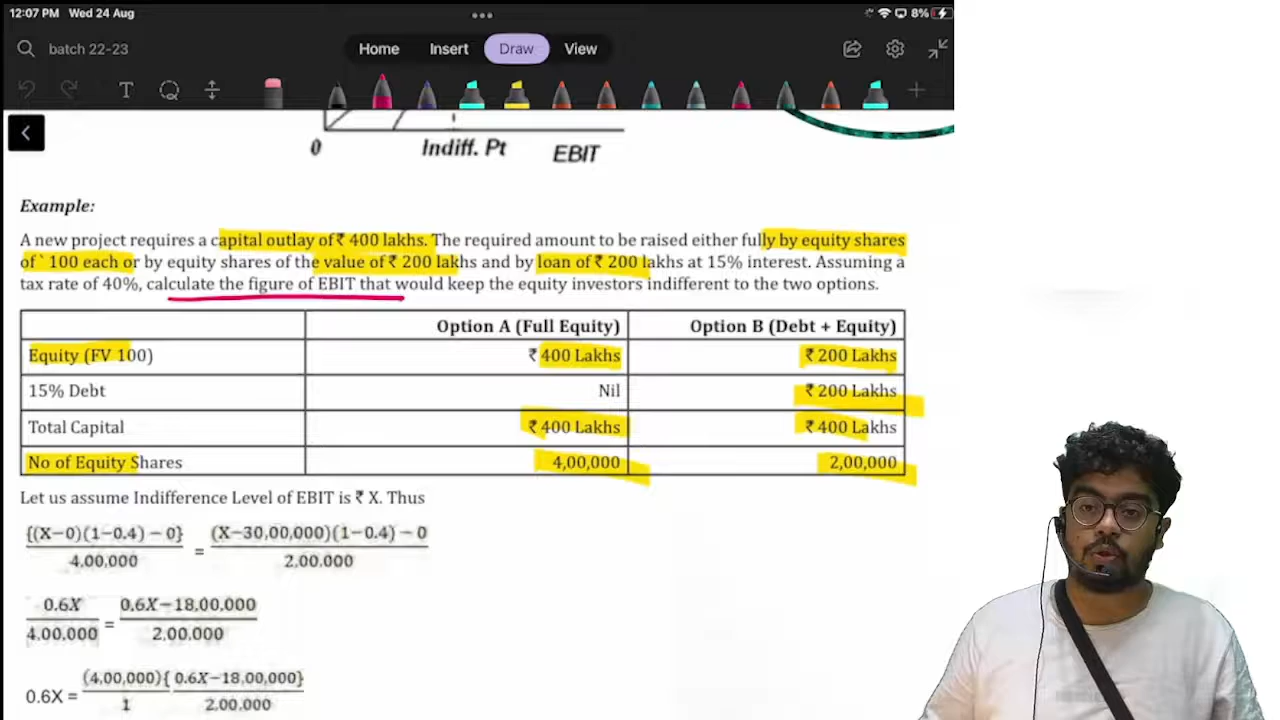 12:07 PM Wed 24 Aug
8%
batch 22-23
Home Insert Draw View
T
0 Indiff. Pt EBIT
Example:
A new project requires a capital outlay of ₹ 400 lakhs. The required amount to be raised either fully by equity shares
of ` 100 each or by equity shares of the value of ₹ 200 lakhs and by loan of ₹ 200 lakhs at 15% interest. Assuming a
tax rate of 40%, calculate the figure of EBIT that would keep the equity investors indifferent to the two options.
Option A (Full Equity) Option B (Debt + Equity)
Equity (FV 100) ₹ 400 Lakhs ₹ 200 Lakhs
15% Debt Nil ₹ 200 Lakhs
Total Capital ₹ 400 Lakhs ₹ 400 Lakhs
No of Equity Shares 4,00,000 2,00,000
Let us assume Indifference Level of EBIT is ₹ X. Thus
{(X−0)(1−0.4) − 0} = (X−30,00,000)(1−0.4) − 0
4,00,000 2,00,000
0.6X = 0.6X−18,00,000
4,00,000 2,00,000
0.6X = (4,00,000){ 0.6X−18,00,000}
1 2,00,000